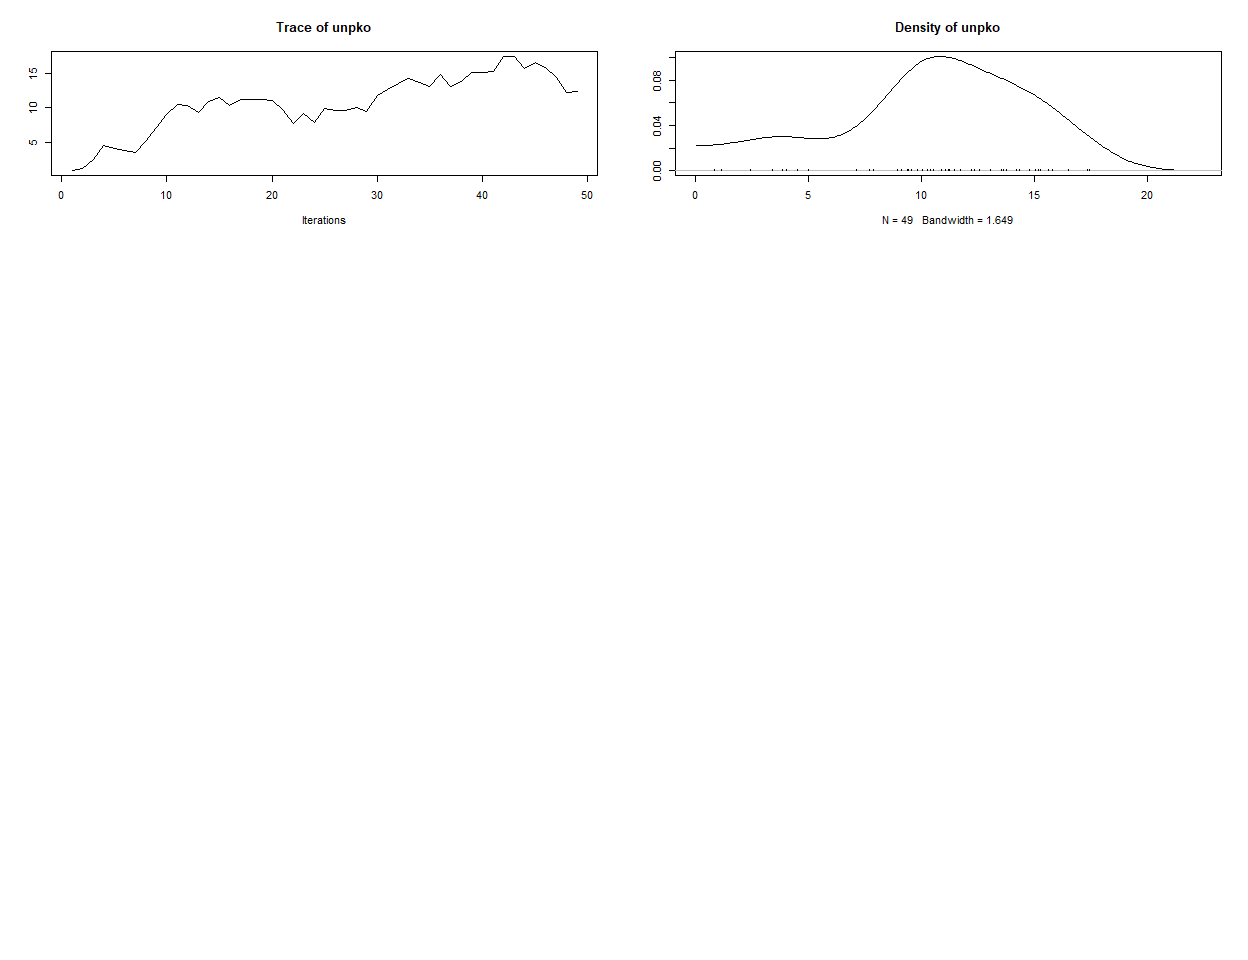 Trace of unpko
15
10
5
0 10 20 30 40 50
Iterations
Density of unpko
0.08
0.04
0.00
0 5 10 15 20
N = 49 Bandwidth = 1.649